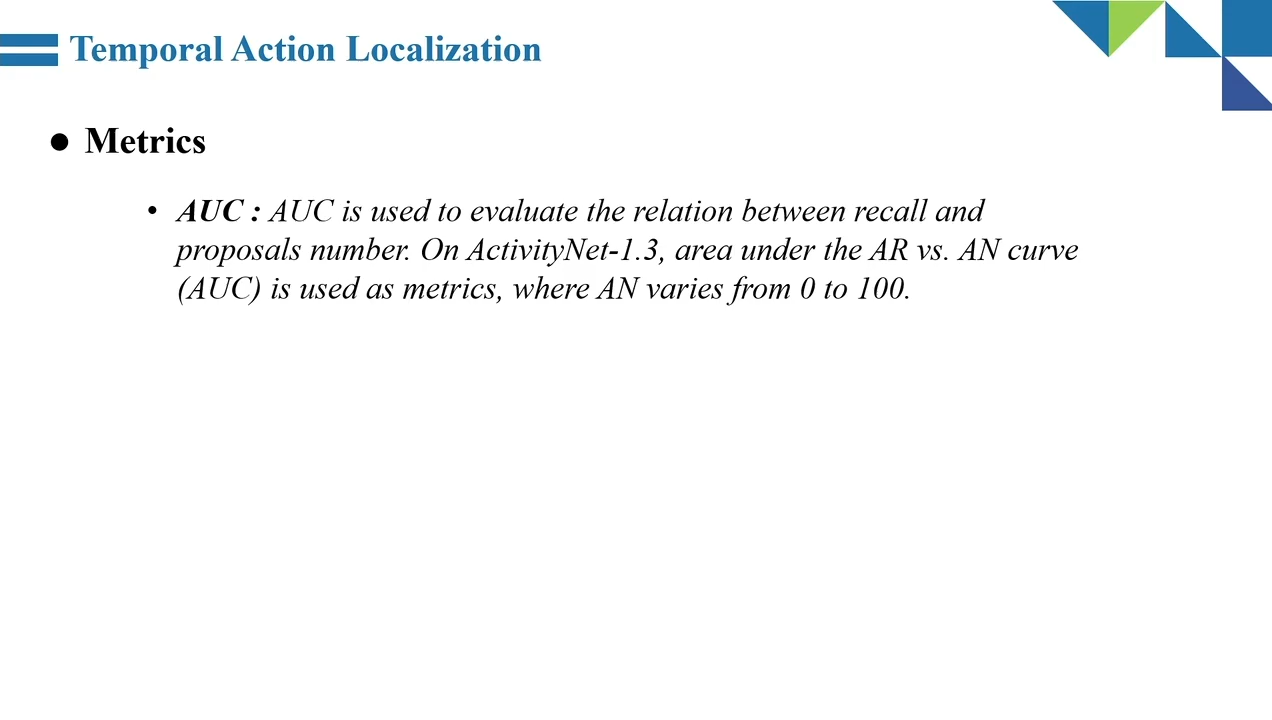 Temporal Action Localization
● Metrics
• AUC : AUC is used to evaluate the relation between recall and
proposals number. On ActivityNet-1.3, area under the AR vs. AN curve
(AUC) is used as metrics, where AN varies from 0 to 100.